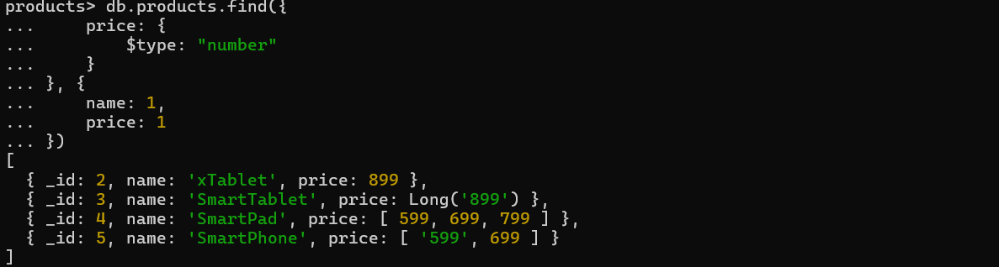 products> db.products.find({
...     price: {
...         $type: "number"
...     }
... }, {
...     name: 1,
...     price: 1
... })
[
  { _id: 2, name: 'xTablet', price: 899 },
  { _id: 3, name: 'SmartTablet', price: Long('899') },
  { _id: 4, name: 'SmartPad', price: [ 599, 699, 799 ] },
  { _id: 5, name: 'SmartPhone', price: [ '599', 699 ] }
]